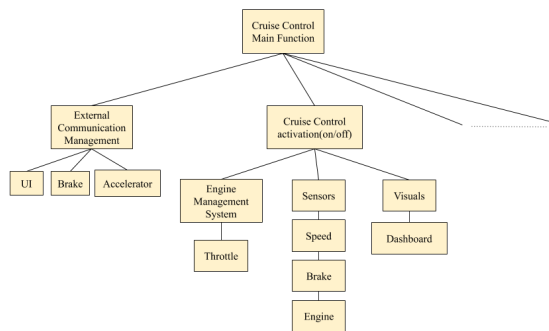 Cruise Control
Main Function
External
Communication
Management
Cruise Control
activation(on/off)
UI
Brake
Accelerator
Engine
Management
System
Sensors
Visuals
Throttle
Speed
Dashboard
Brake
Engine